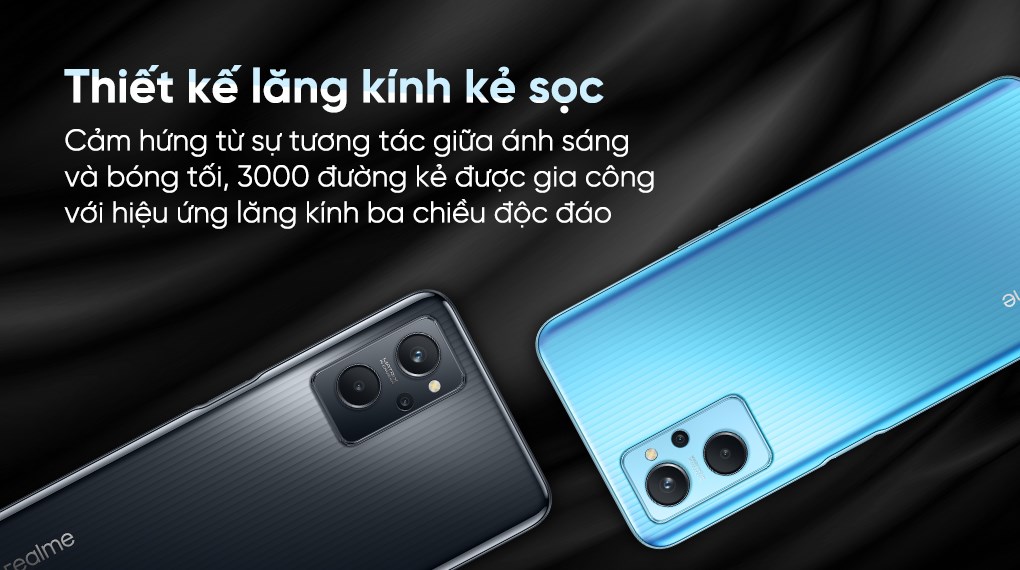 Thiết kế lăng kính kẻ sọc
Cảm hứng từ sự tương tác giữa ánh sáng
và bóng tối, 3000 đường kẻ được gia công
với hiệu ứng lăng kính ba chiều độc đáo
realme